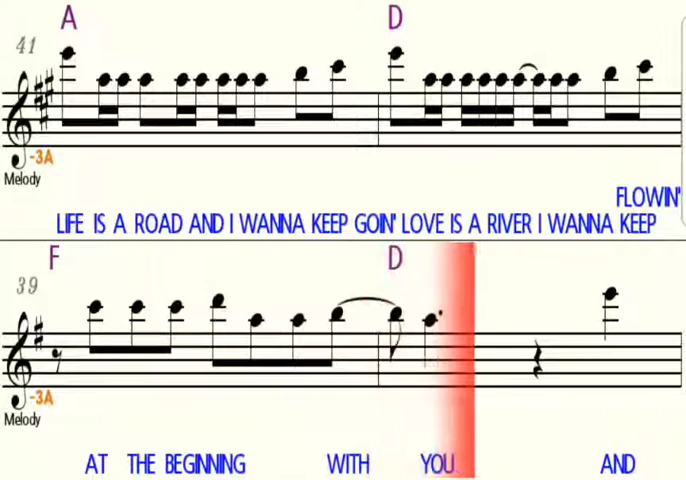 A D
41
-3A
Melody
FLOWIN'
LIFE IS A ROAD AND I WANNA KEEP GOIN' LOVE IS A RIVER I WANNA KEEP
F D
39
-3A
Melody
AT THE BEGINNING WITH YOU AND